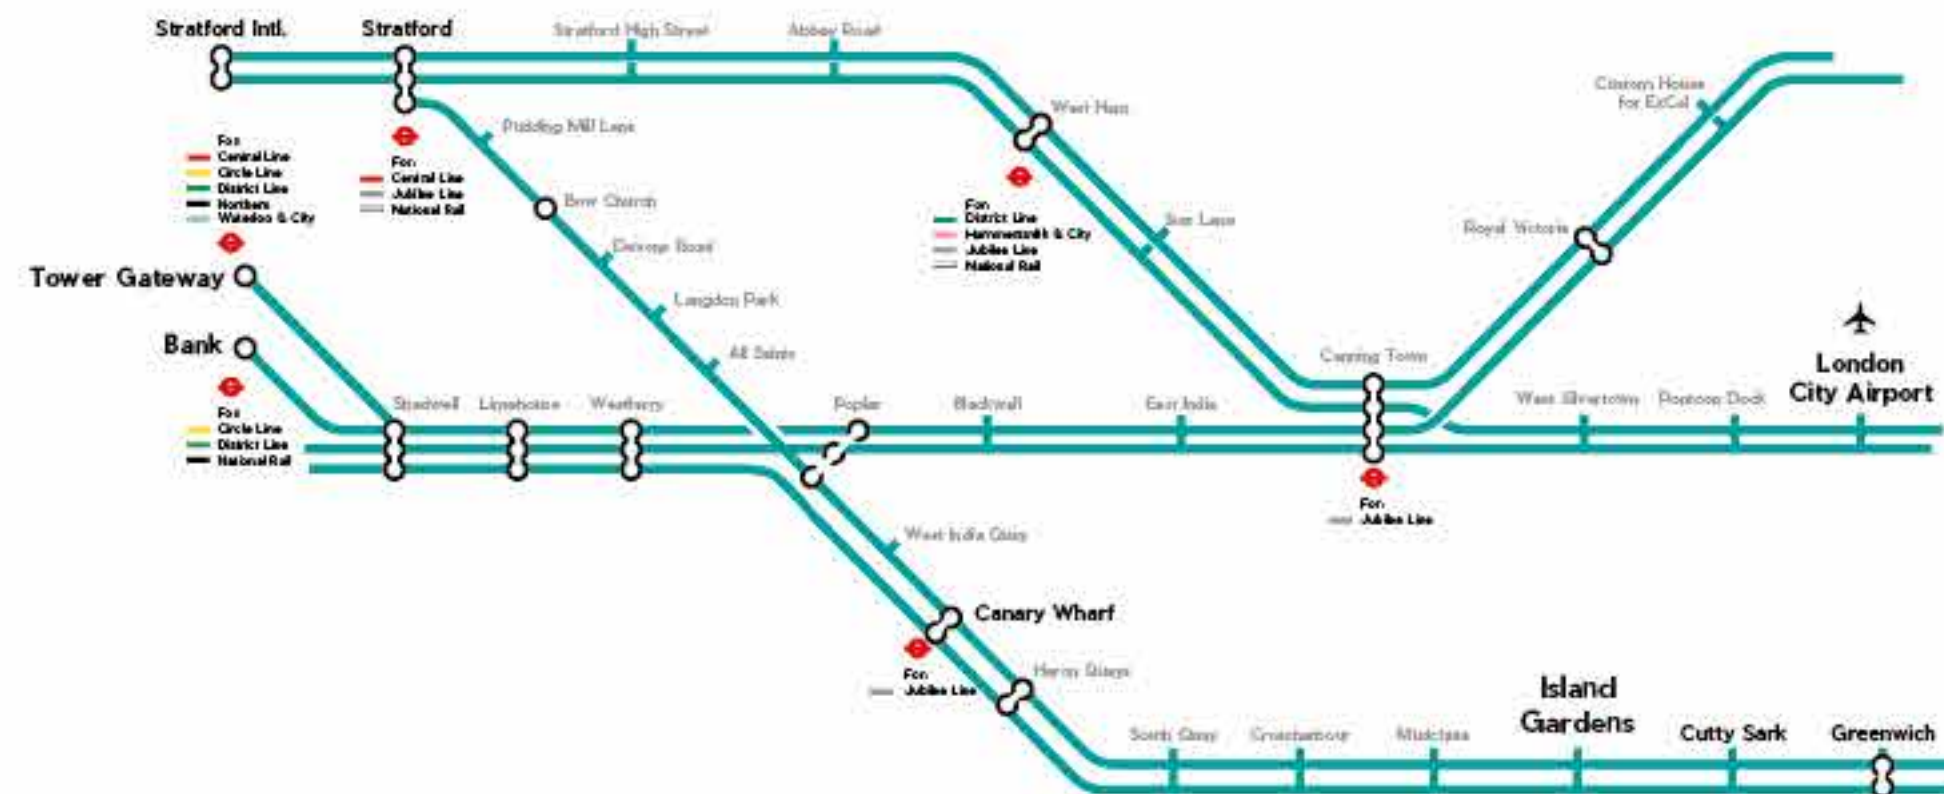 Stratford Intl.
Stratford
Stratford High Street
Abbey Road
West Ham
Custom House
for ExCel
Pudding Mill Lane
For:
Central Line
Circle Line
District Line
Northern
Waterloo & City
For:
Central Line
Jubilee Line
National Rail
Bow Church
For:
District Line
Hammersmith & City
Jubilee Line
National Rail
Star Lane
Royal Victoria
Devons Road
Tower Gateway
Langdon Park
Bank
All Saints
Canning Town
London
City Airport
Shadwell
Limehouse
Westferry
Poplar
Blackwall
East India
West Silvertown
Pontoon Dock
For:
Circle Line
District Line
National Rail
For:
Jubilee Line
West India Quay
Canary Wharf
For:
Jubilee Line
Heron Quays
South Quay
Crossharbour
Mudchute
Island
Gardens
Cutty Sark
Greenwich